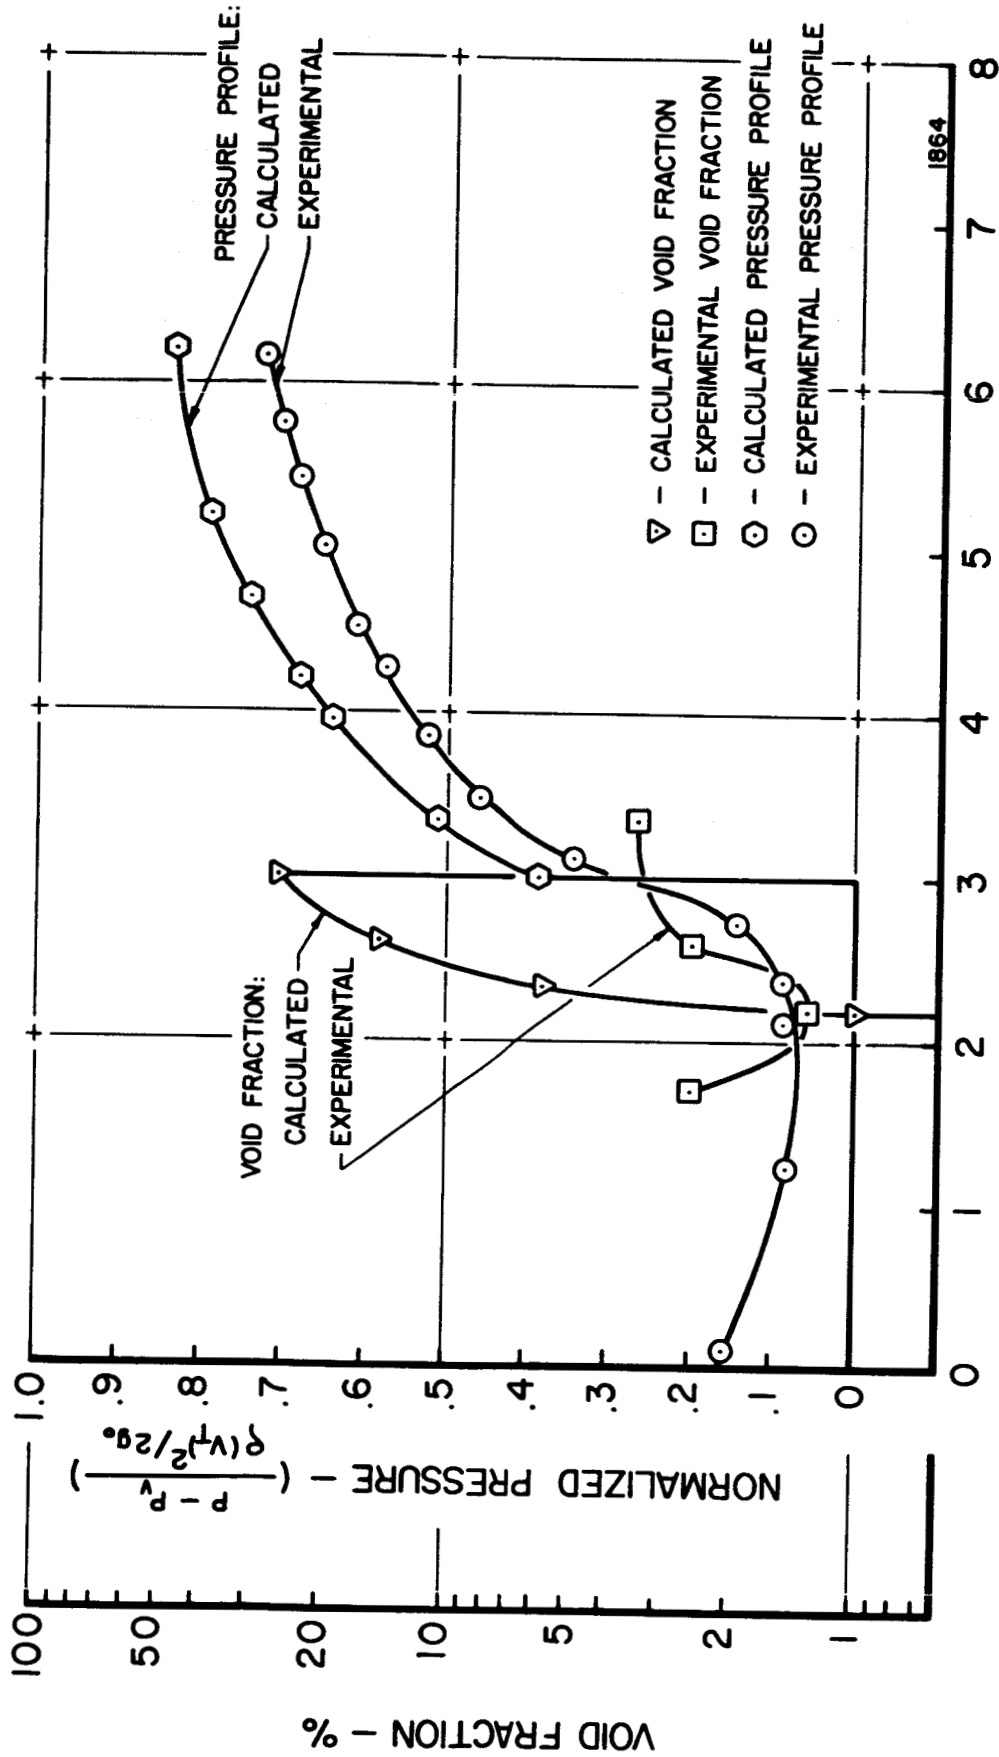 PRESSURE PROFILE:
CALCULATED
EXPERIMENTAL
VOID FRACTION:
CALCULATED
EXPERIMENTAL
▽ – CALCULATED VOID FRACTION
□ – EXPERIMENTAL VOID FRACTION
⬡ – CALCULATED PRESSURE PROFILE
○ – EXPERIMENTAL PRESSURE PROFILE
1864
VOID FRACTION – %
100
50
20
10
5
2
1
NORMALIZED PRESSURE – (P – Pv / ρ(VT)²/2g₀)
1.0
.9
.8
.7
.6
.5
.4
.3
.2
.1
0
0 1 2 3 4 5 6 7 8